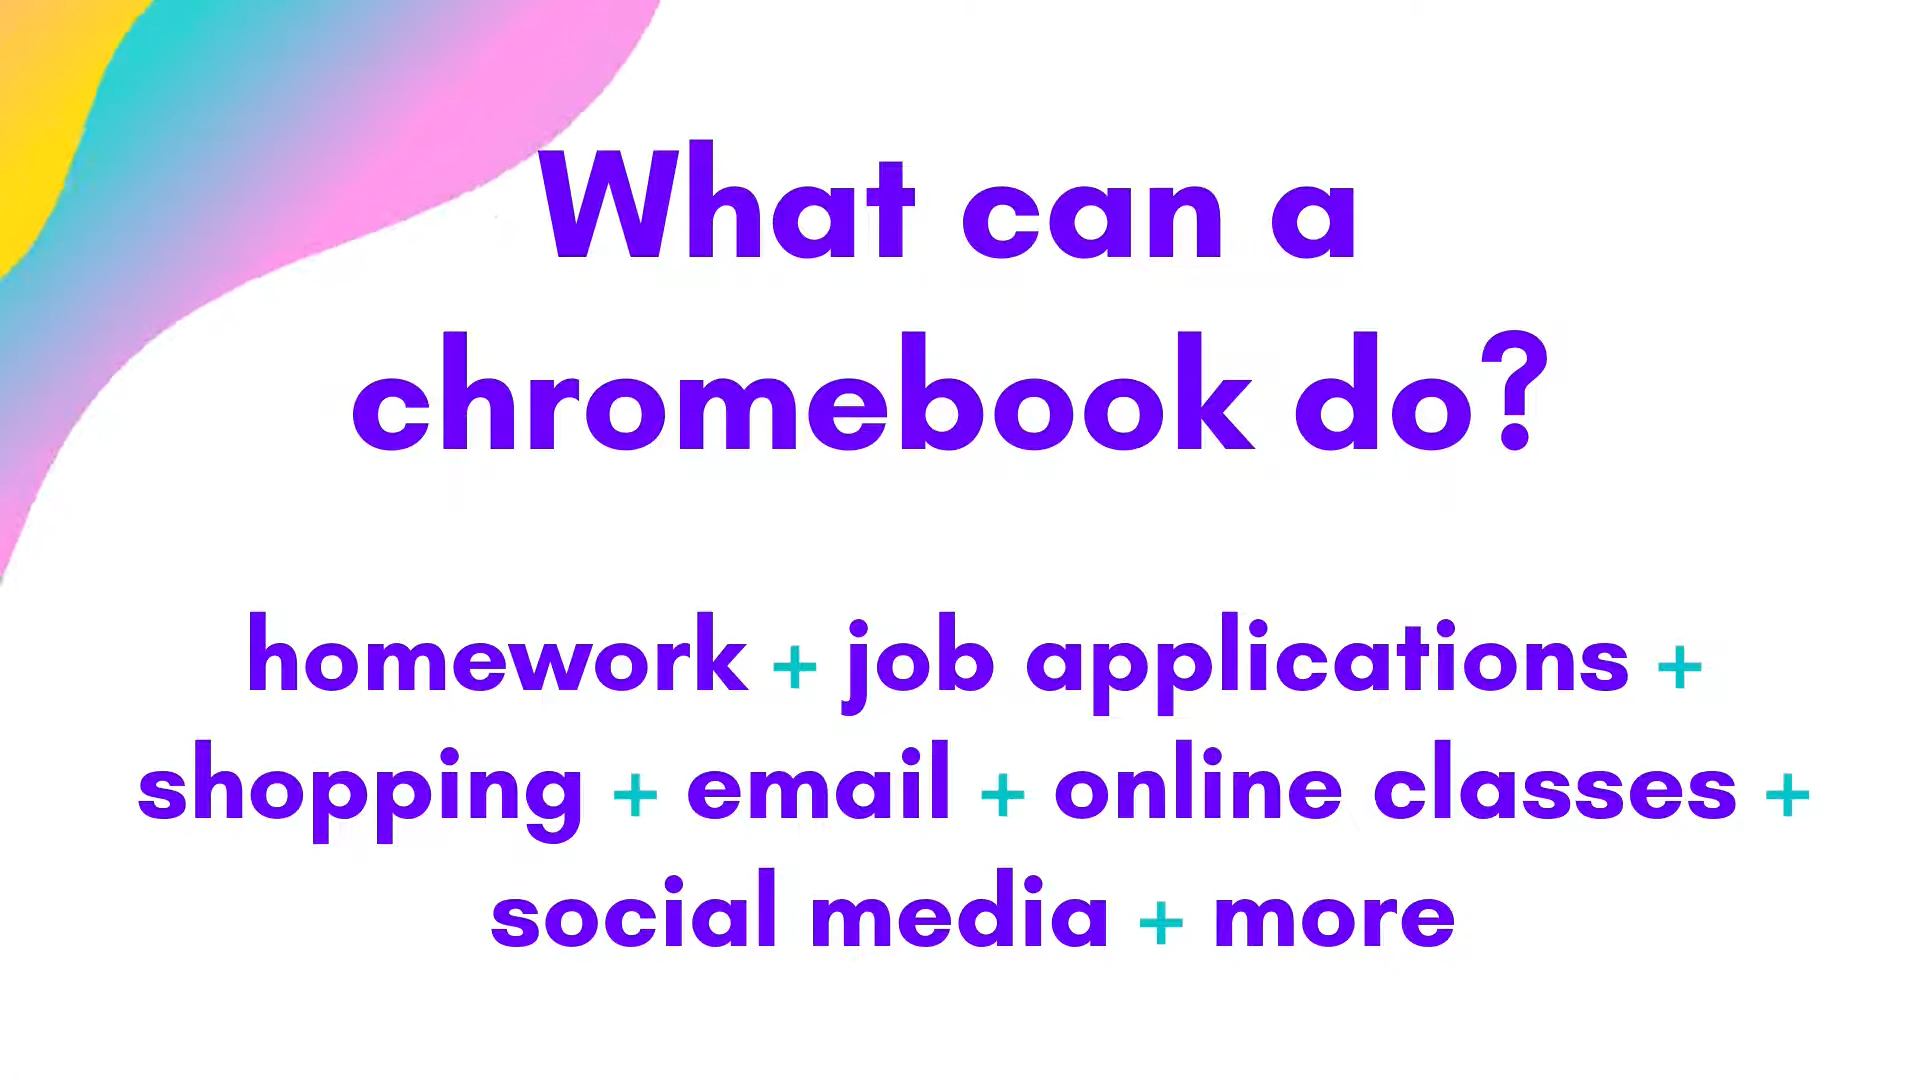 What can a
chromebook do?
homework + job applications +
shopping + email + online classes +
social media + more